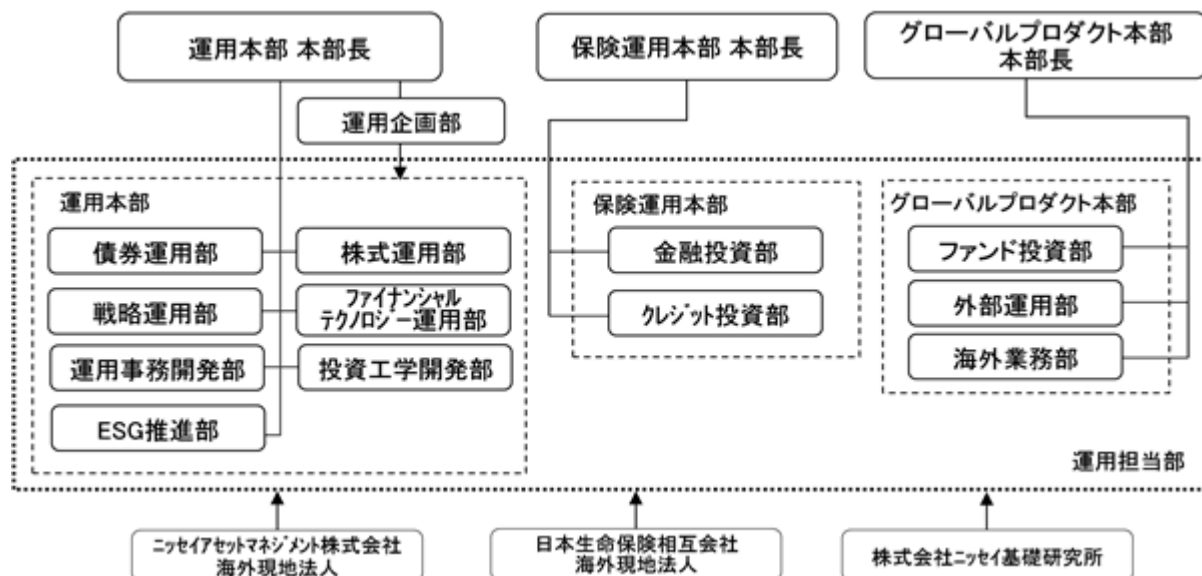 運用本部 本部長
保険運用本部 本部長
グローバルプロダクト本部
本部長
運用企画部
運用本部
債券運用部
株式運用部
戦略運用部
ファイナンシャル
テクノロジー運用部
運用事務開発部
投資工学開発部
ESG推進部
保険運用本部
金融投資部
クレジット投資部
グローバルプロダクト本部
ファンド投資部
外部運用部
海外業務部
運用担当部
ニッセイアセットマネジメント株式会社
海外現地法人
日本生命保険相互会社
海外現地法人
株式会社ニッセイ基礎研究所